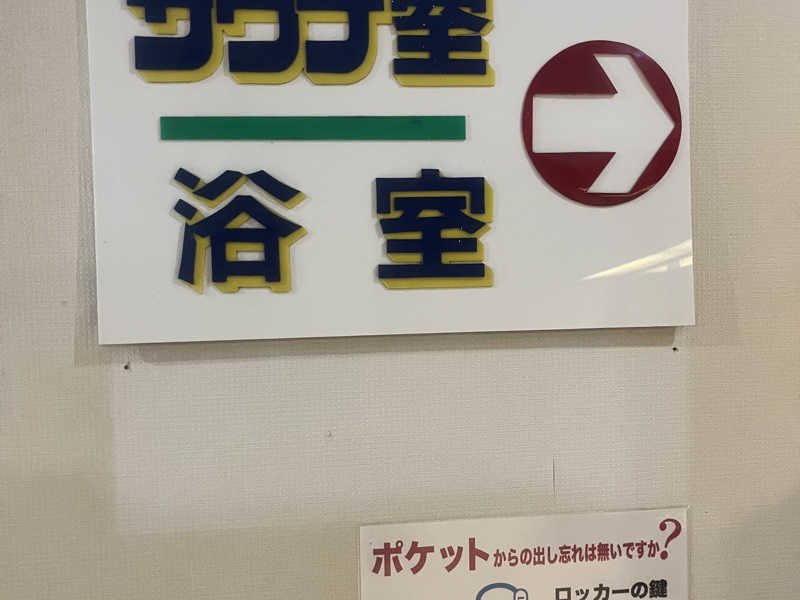 サウナ室
浴室
ポケットからの出し忘れは無いですか?
ロッカーの鍵